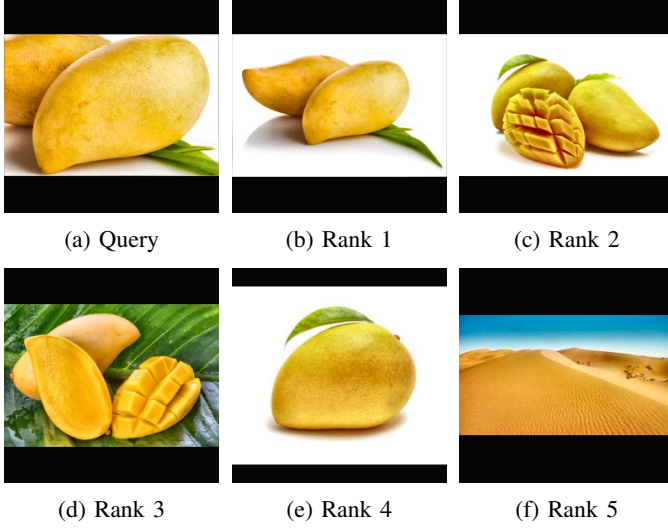 (a) Query
(b) Rank 1
(c) Rank 2
(d) Rank 3
(e) Rank 4
(f) Rank 5